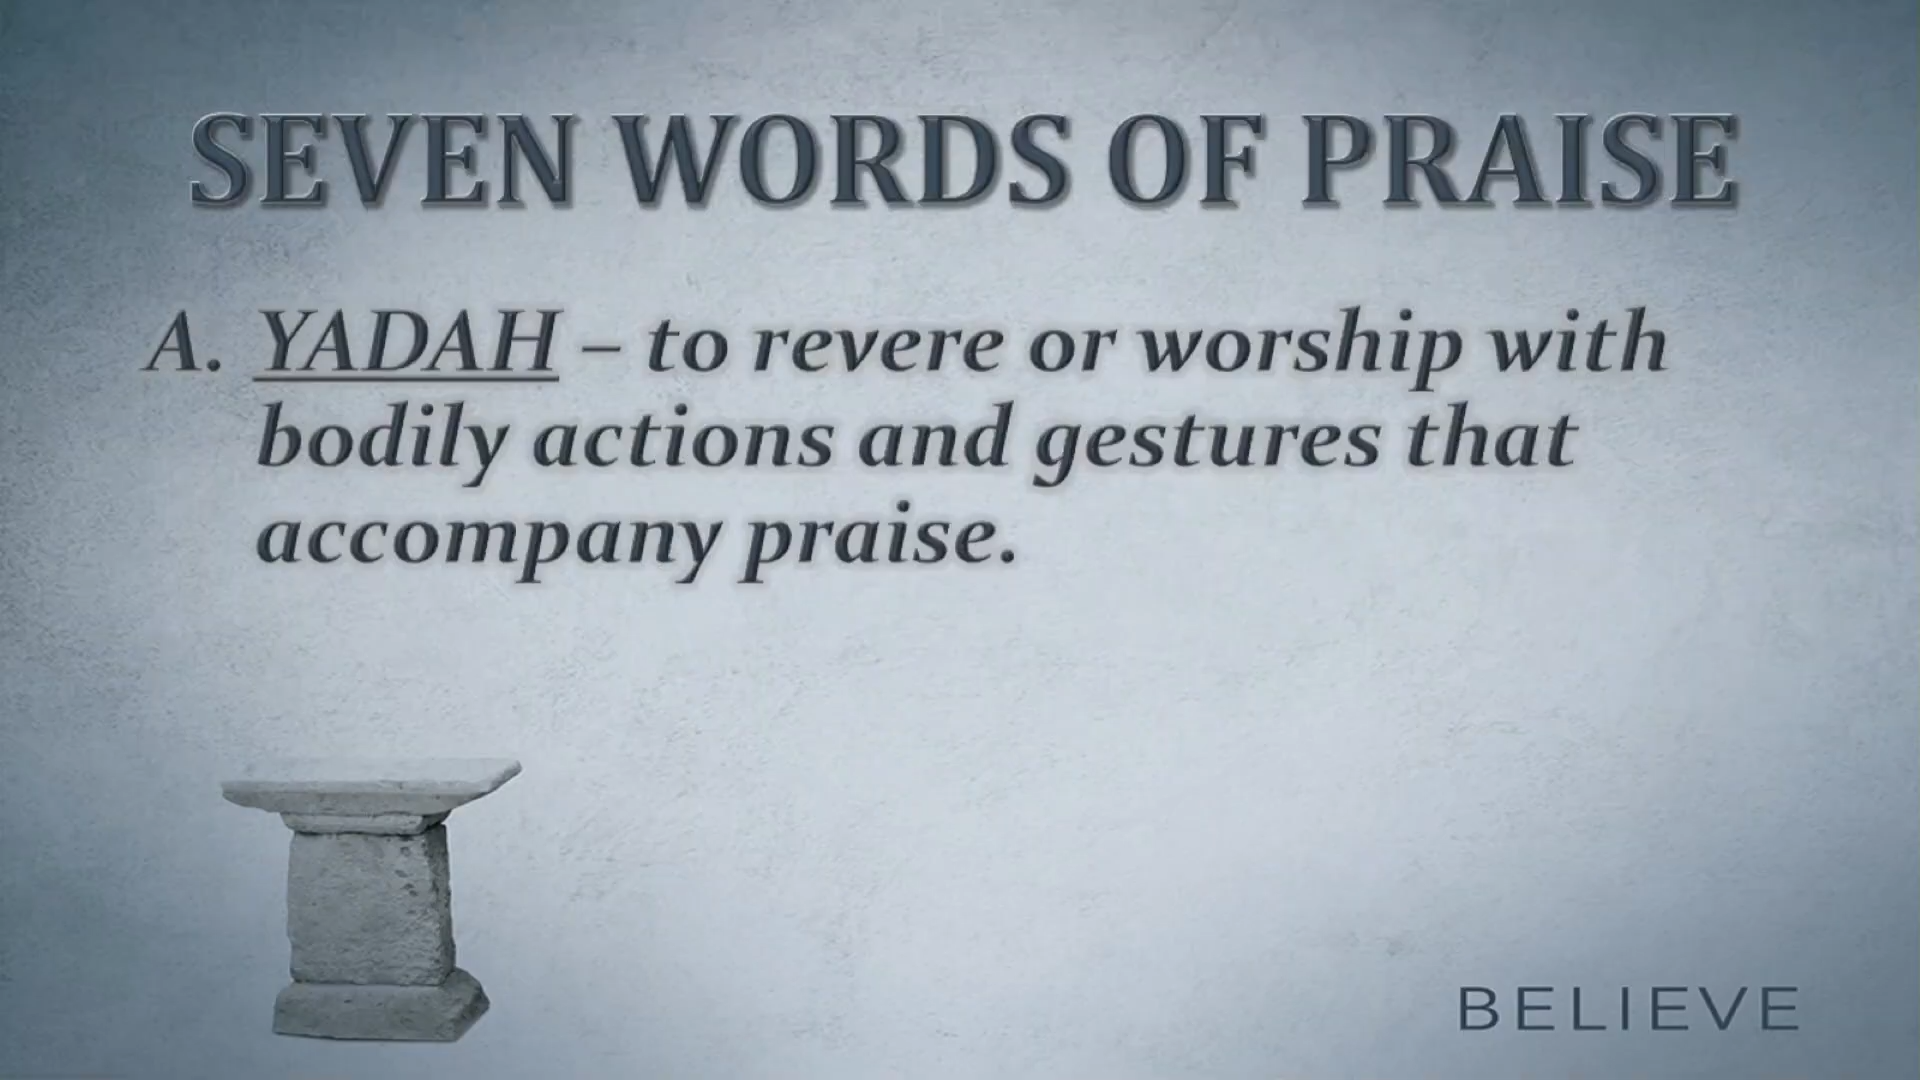 SEVEN WORDS OF PRAISE
A. YADAH – to revere or worship with
bodily actions and gestures that
accompany praise.
BELIEVE